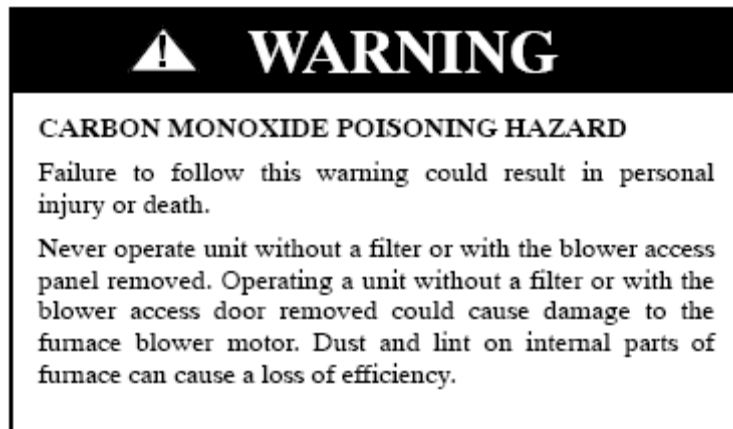 WARNING
CARBON MONOXIDE POISONING HAZARD
Failure to follow this warning could result in personal
injury or death.
Never operate unit without a filter or with the blower access
panel removed. Operating a unit without a filter or with the
blower access door removed could cause damage to the
furnace blower motor. Dust and lint on internal parts of
furnace can cause a loss of efficiency.